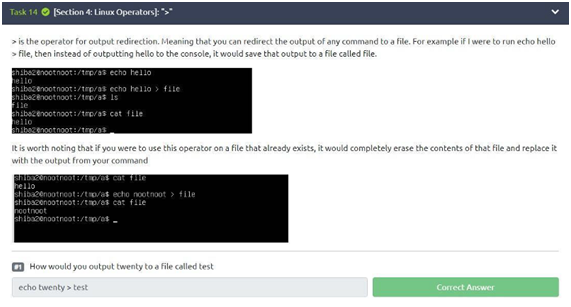 Task 14 [Section 4: Linux Operators]: ">"
> is the operator for output redirection. Meaning that you can redirect the output of any command to a file. For example if I were to run echo hello
> file, then instead of outputting hello to the console, it would save that output to a file called file.
shiba2@nootnoot:/tmp/a$ echo hello
hello
shiba2@nootnoot:/tmp/a$ echo hello > file
shiba2@nootnoot:/tmp/a$ ls
file
shiba2@nootnoot:/tmp/a$ cat file
hello
shiba2@nootnoot:/tmp/a$ _
It is worth noting that if you were to use this operator on a file that already exists, it would completely erase the contents of that file and replace it
with the output from your command
shiba2@nootnoot:/tmp/a$ cat file
hello
shiba2@nootnoot:/tmp/a$ echo nootnoot > file
shiba2@nootnoot:/tmp/a$ cat file
nootnoot
shiba2@nootnoot:/tmp/a$ _
#1 How would you output twenty to a file called test
echo twenty > test
Correct Answer